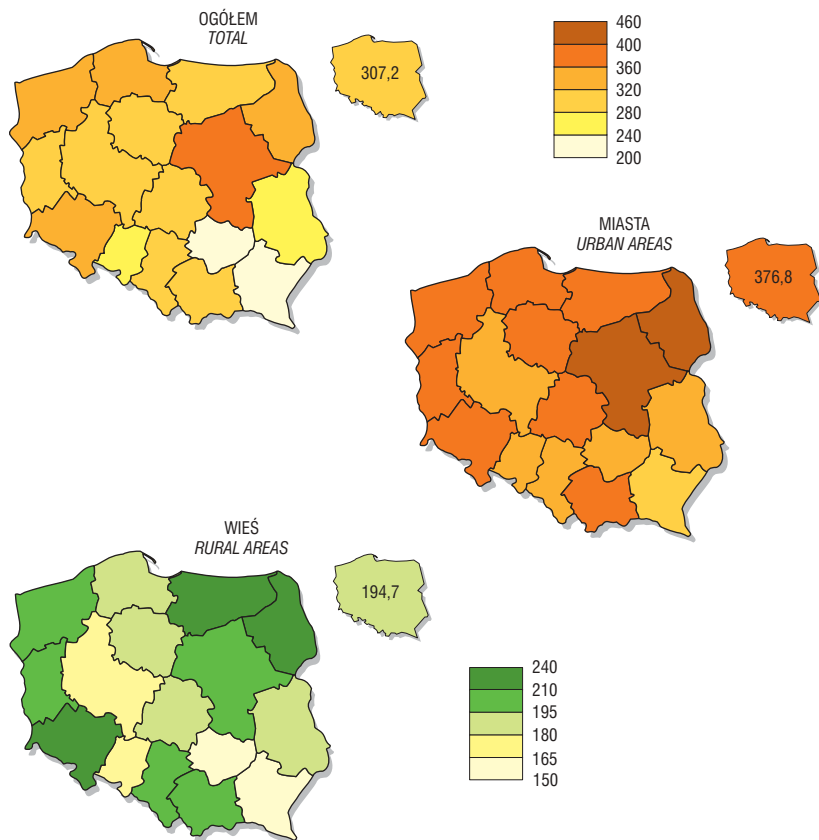 OGÓŁEM
TOTAL
307,2
460
400
360
320
280
240
200
MIASTA
URBAN AREAS
376,8
WIEŚ
RURAL AREAS
194,7
240
210
195
180
165
150